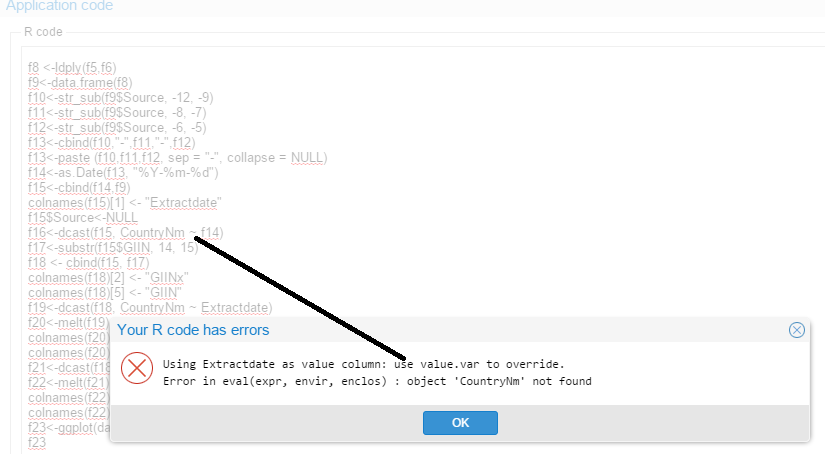 Application code
R code
f8 <-ldply(f5,f6)
f9<-data.frame(f8)
f10<-str_sub(f9$Source, -12, -9)
f11<-str_sub(f9$Source, -8, -7)
f12<-str_sub(f9$Source, -6, -5)
f13<-cbind(f10,"-",f11,"-",f12)
f13<-paste (f10,f11,f12, sep = "-", collapse = NULL)
f14<-as.Date(f13, "%Y-%m-%d")
f15<-cbind(f14,f9)
colnames(f15)[1] <- "Extractdate"
f15$Source<-NULL
f16<-dcast(f15, CountryNm ~ f14)
f17<-substr(f15$GIIN, 14, 15)
f18 <- cbind(f15, f17)
colnames(f18)[2] <- "GIINx"
colnames(f18)[5] <- "GIIN"
f19<-dcast(f18, CountryNm ~ Extractdate)
f20<-melt(f19)
colnames(f20)
colnames(f20)
f21<-dcast(f18
f22<-melt(f21)
colnames(f22)
colnames(f22)
f23<-ggplot(da
f23
Your R code has errors
Using Extractdate as value column: use value.var to override.
Error in eval(expr, envir, enclos) : object 'CountryNm' not found
OK